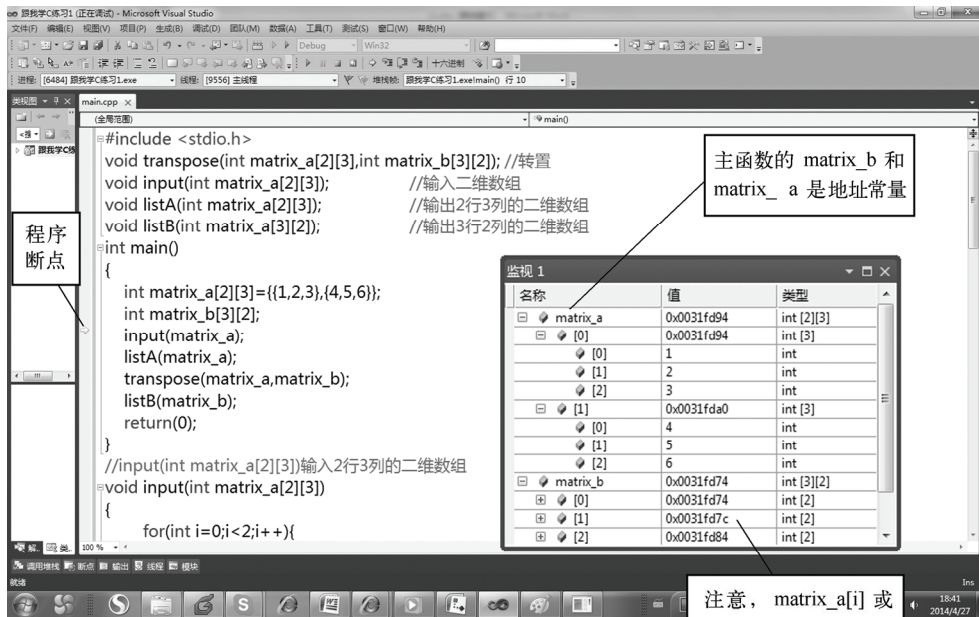 跟我学C练习1 (正在调试) - Microsoft Visual Studio
文件(F) 编辑(E) 视图(V) 项目(P) 生成(B) 调试(D) 团队(M) 数据(A) 工具(T) 测试(S) 窗口(W) 帮助(H)
Debug Win32
十六进制
进程: [6484] 跟我学C练习1.exe 线程: [9556] 主线程 堆栈帧: 跟我学C练习1.exe!main() 行 10
类视图 main.cpp
(全局范围) main()
<搜
跟我学C练
#include <stdio.h>
void transpose(int matrix_a[2][3],int matrix_b[3][2]); //转置
void input(int matrix_a[2][3]); //输入二维数组
void listA(int matrix_a[2][3]); //输出2行3列的二维数组
void listB(int matrix_a[3][2]); //输出3行2列的二维数组
int main()
{
int matrix_a[2][3]={{1,2,3},{4,5,6}};
int matrix_b[3][2];
input(matrix_a);
listA(matrix_a);
transpose(matrix_a,matrix_b);
listB(matrix_b);
return(0);
}
//input(int matrix_a[2][3])输入2行3列的二维数组
void input(int matrix_a[2][3])
{
for(int i=0;i<2;i++){
程序
断点
主函数的 matrix_b 和
matrix_ a 是地址常量
监视 1
名称 值 类型
matrix_a 0x0031fd94 int [2][3]
[0] 0x0031fd94 int [3]
[0] 1 int
[1] 2 int
[2] 3 int
[1] 0x0031fda0 int [3]
[0] 4 int
[1] 5 int
[2] 6 int
matrix_b 0x0031fd74 int [3][2]
[0] 0x0031fd74 int [2]
[1] 0x0031fd7c int [2]
[2] 0x0031fd84 int [2]
注意， matrix_a[i] 或
解.. 类.. 100 %
调用堆栈 断点 输出 线程 模块
就绪 Ins
18:41
2014/4/27